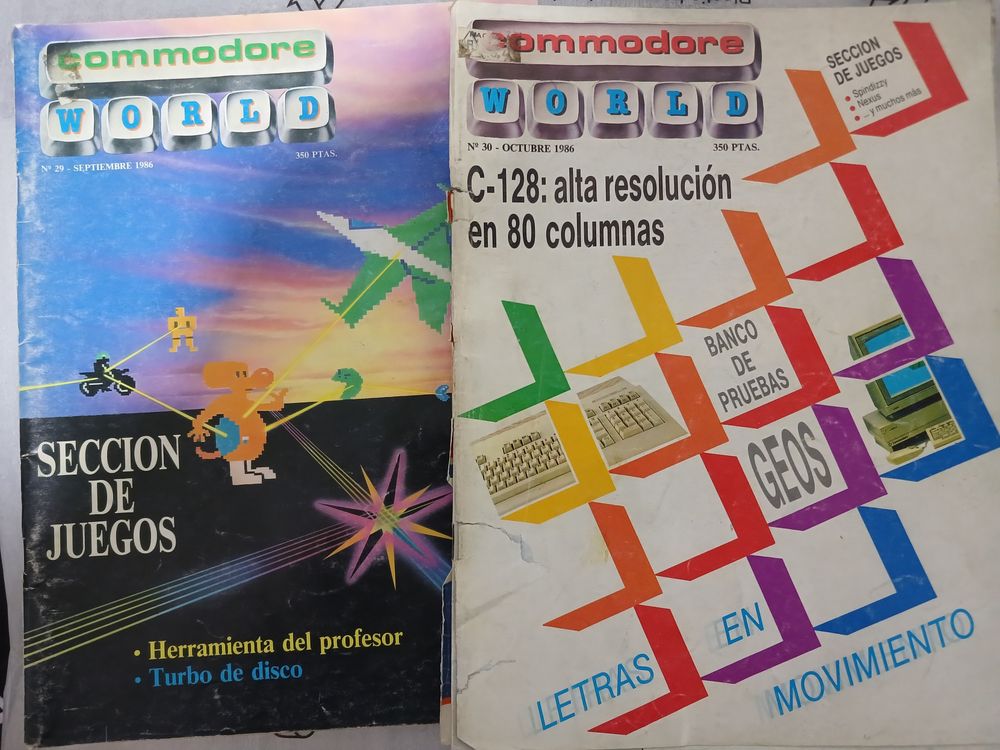 commodore
WORLD
Nº 29 - SEPTIEMBRE 1986
350 PTAS.
SECCION
DE
JUEGOS
• Herramienta del profesor
• Turbo de disco
commodore
WORLD
Nº 30 - OCTUBRE 1986
350 PTAS.
C-128: alta resolución
en 80 columnas
SECCION
DE JUEGOS
• Spindizzy
• Nexus
• ... y muchos más
BANCO
DE
PRUEBAS
GEOS
LETRAS EN MOVIMIENTO